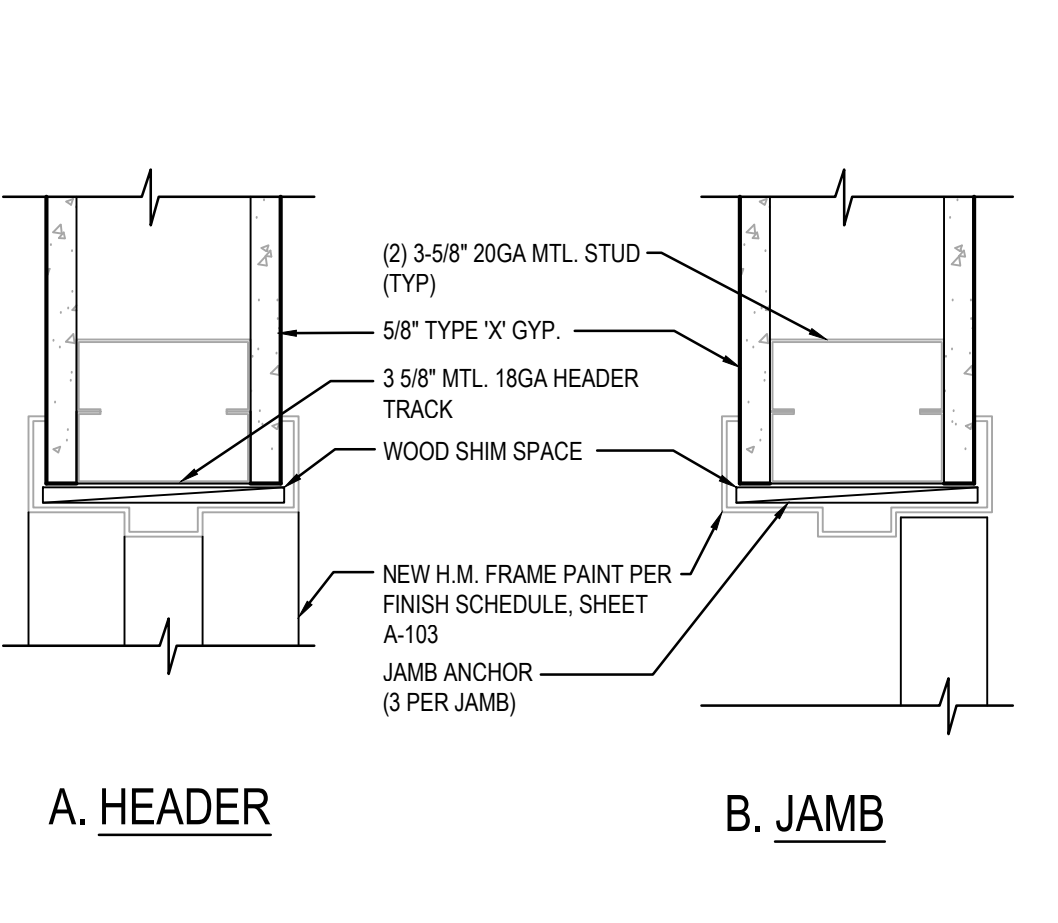 (2) 3-5/8" 20GA MTL. STUD
(TYP)
5/8" TYPE 'X' GYP.
3 5/8" MTL. 18GA HEADER
TRACK
WOOD SHIM SPACE
NEW H.M. FRAME PAINT PER
FINISH SCHEDULE, SHEET
A-103
JAMB ANCHOR
(3 PER JAMB)
A. HEADER
B. JAMB